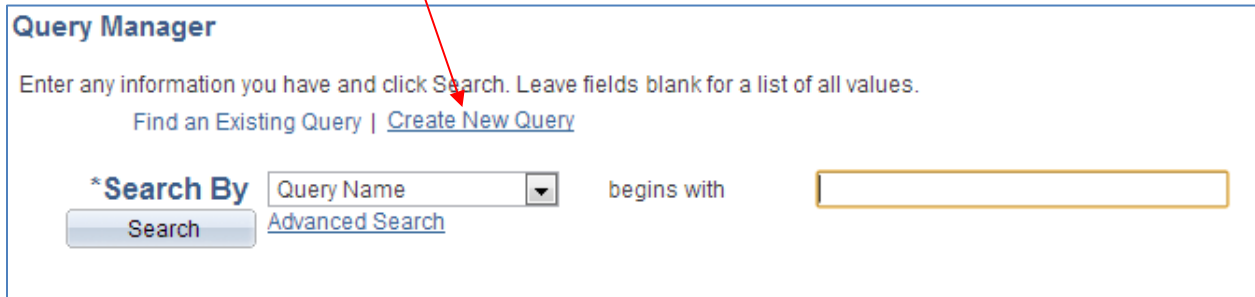 Query Manager
Enter any information you have and click Search. Leave fields blank for a list of all values.
Find an Existing Query | Create New Query
*Search By Query Name begins with
Search Advanced Search